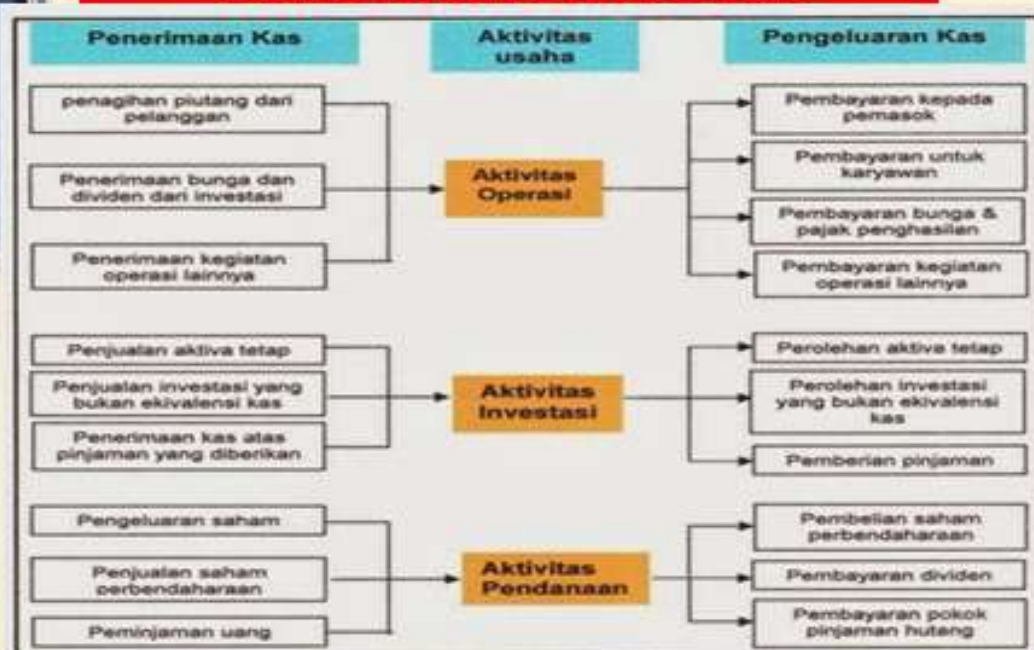 Penerimaan Kas
Aktivitas
usaha
Pengeluaran Kas
penagihan piutang dari
pelanggan
Penerimaan bunga dan
dividen dari investasi
Penerimaan kegiatan
operasi lainnya
Aktivitas
Operasi
Pembayaran kepada
pemasok
Pembayaran untuk
karyawan
Pembayaran bunga &
pajak penghasilan
Pembayaran kegiatan
operasi lainnya
Penjualan aktiva tetap
Penjualan investasi yang
bukan ekivalensi kas
Penerimaan kas atas
pinjaman yang diberikan
Aktivitas
Investasi
Perolehan aktiva tetap
Perolehan investasi
yang bukan ekivalensi
kas
Pemberian pinjaman
Pengeluaran saham
Penjualan saham
perbendaharaan
Peminjaman uang
Aktivitas
Pendanaan
Pembelian saham
perbendaharaan
Pembayaran dividen
Pembayaran pokok
pinjaman hutang